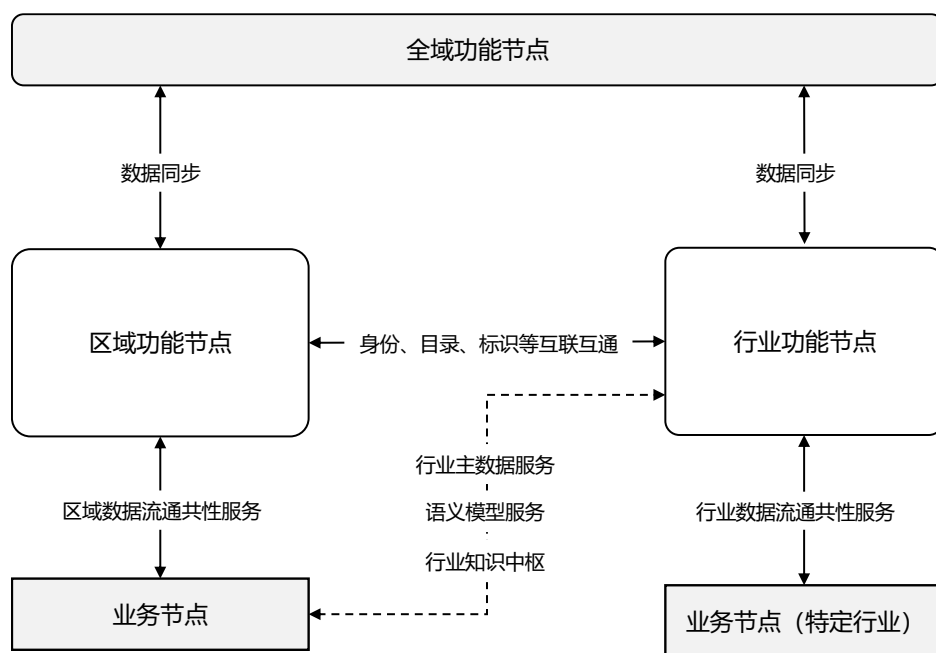 全域功能节点
数据同步
数据同步
区域功能节点
身份、目录、标识等互联互通
行业功能节点
行业主数据服务
区域数据流通共性服务
语义模型服务
行业数据流通共性服务
行业知识中枢
业务节点
业务节点（特定行业）